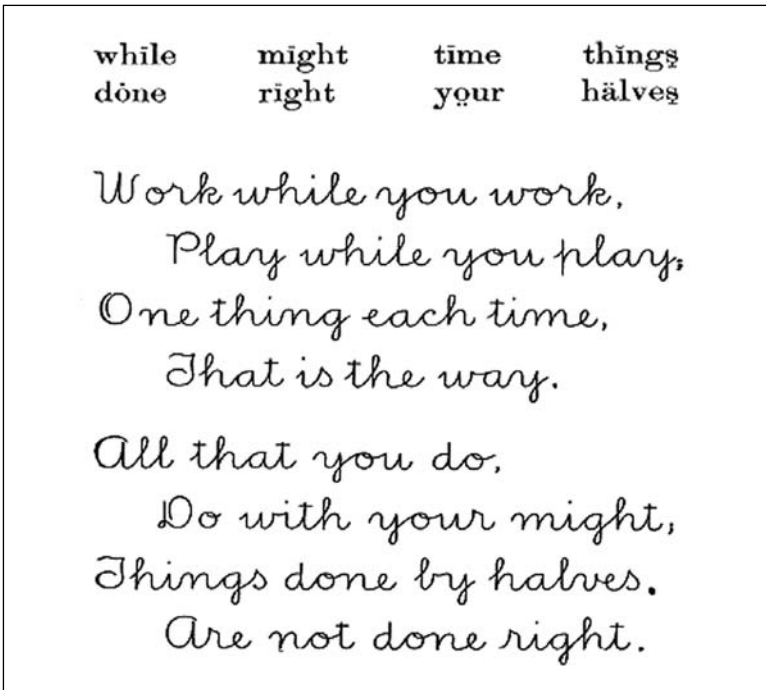 whīle mīght tīme thĭngs̱
dȯne rīght yo̤ur hälves̱
Work while you work,
Play while you play;
One thing each time,
That is the way.
All that you do,
Do with your might;
Things done by halves.
Are not done right.